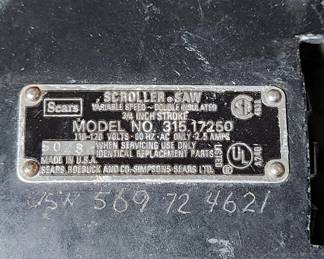 Sears
SCROLLER SAW
VARIABLE SPEED - DOUBLE INSULATED
3/4 INCH STROKE
MODEL NO. 315.17250
110-120 VOLTS - 60 HZ - AC ONLY - 2.5 AMPS
WHEN SERVICING USE ONLY
IDENTICAL REPLACEMENT PARTS
MADE IN U.S.A.
SEARS, ROEBUCK AND CO.-SIMPSONS-SEARS LTD.
UL
569 72 4621